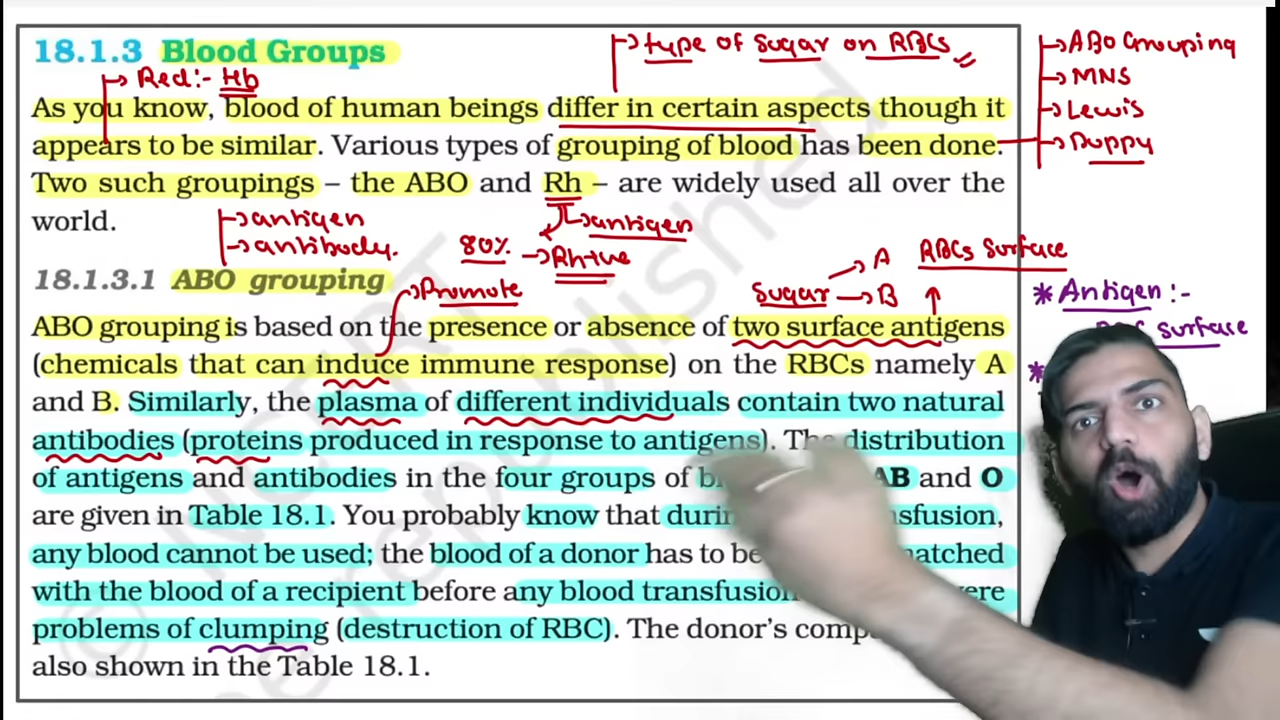 18.1.3 Blood Groups
→ type of sugar on RBCs
→ Red:- Hb
→ ABO Grouping
→ MNS
→ Lewis
→ Duppy
As you know, blood of human beings differ in certain aspects though it
appears to be similar. Various types of grouping of blood has been done.
Two such groupings – the ABO and Rh – are widely used all over the
world.
→ antigen
→ antibody.
→ antigen
80% → Rh+ve
18.1.3.1 ABO grouping
→ Promote
Sugar → A
→ B
RBCs Surface
* Antigen:-
surface
*
ABO grouping is based on the presence or absence of two surface antigens
(chemicals that can induce immune response) on the RBCs namely A
and B. Similarly, the plasma of different individuals contain two natural
antibodies (proteins produced in response to antigens). The distribution
of antigens and antibodies in the four groups of AB and O
are given in Table 18.1. You probably know that
any blood cannot be used; the blood of a donor has to be
with the blood of a recipient before any blood
problems of clumping (destruction of RBC). The donor's
also shown in the Table 18.1.
NCERT
published